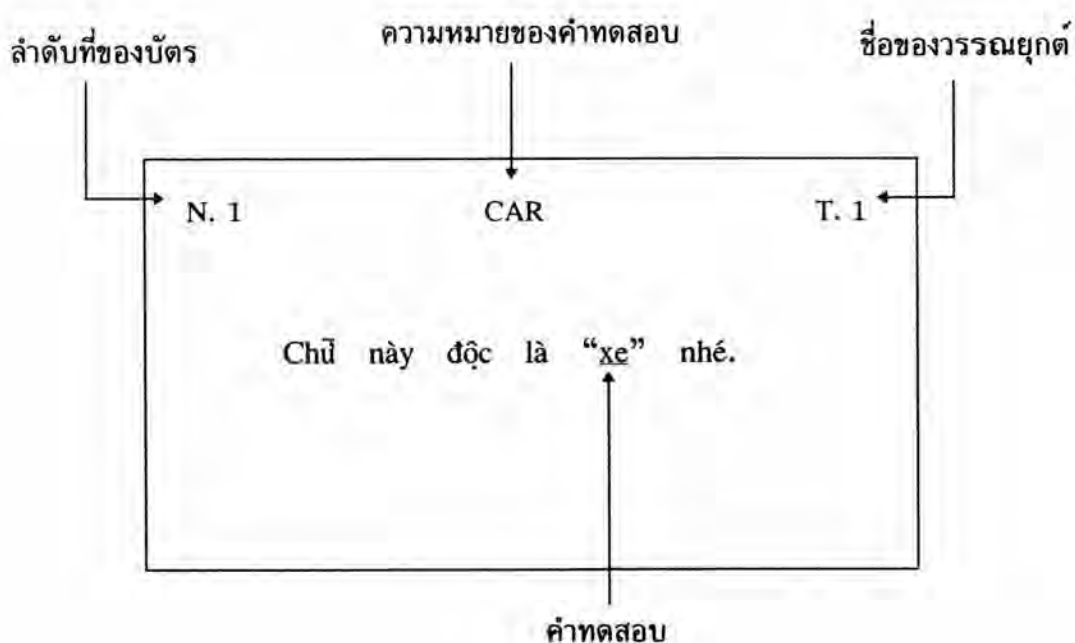 ความหมายของคำทดสอบ
ลำดับที่ของบัตร
ชื่อของวรรณยุกต์
N. 1 CAR T. 1
Chữ này độc là “xe” nhé.
คำทดสอบ